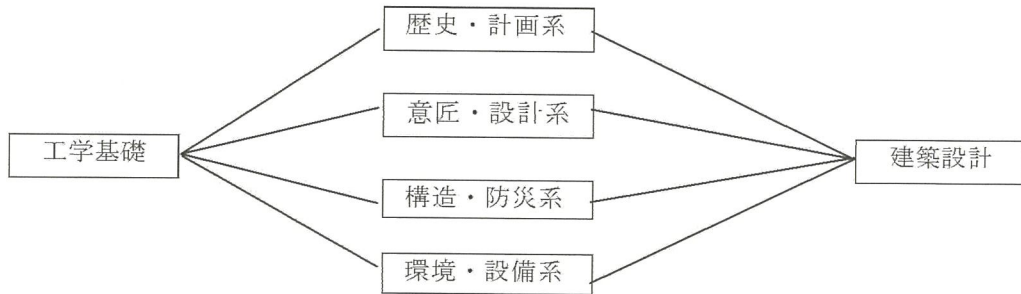 歴史・計画系
意匠・設計系
工学基礎
建築設計
構造・防災系
環境・設備系